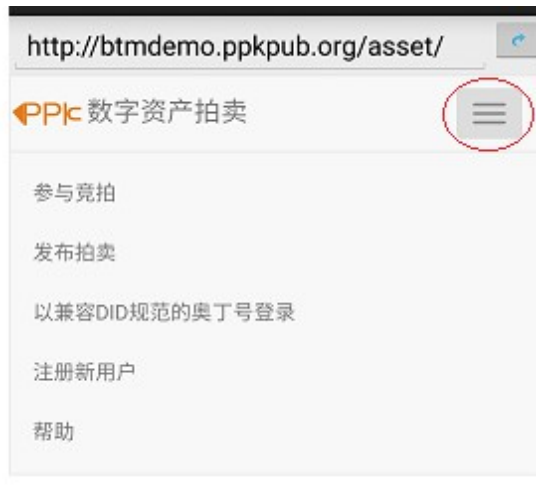 http://btmdemo.ppkpub.org/asset/
PPk 数字资产拍卖
参与竞拍
发布拍卖
以兼容DID规范的奥丁号登录
注册新用户
帮助